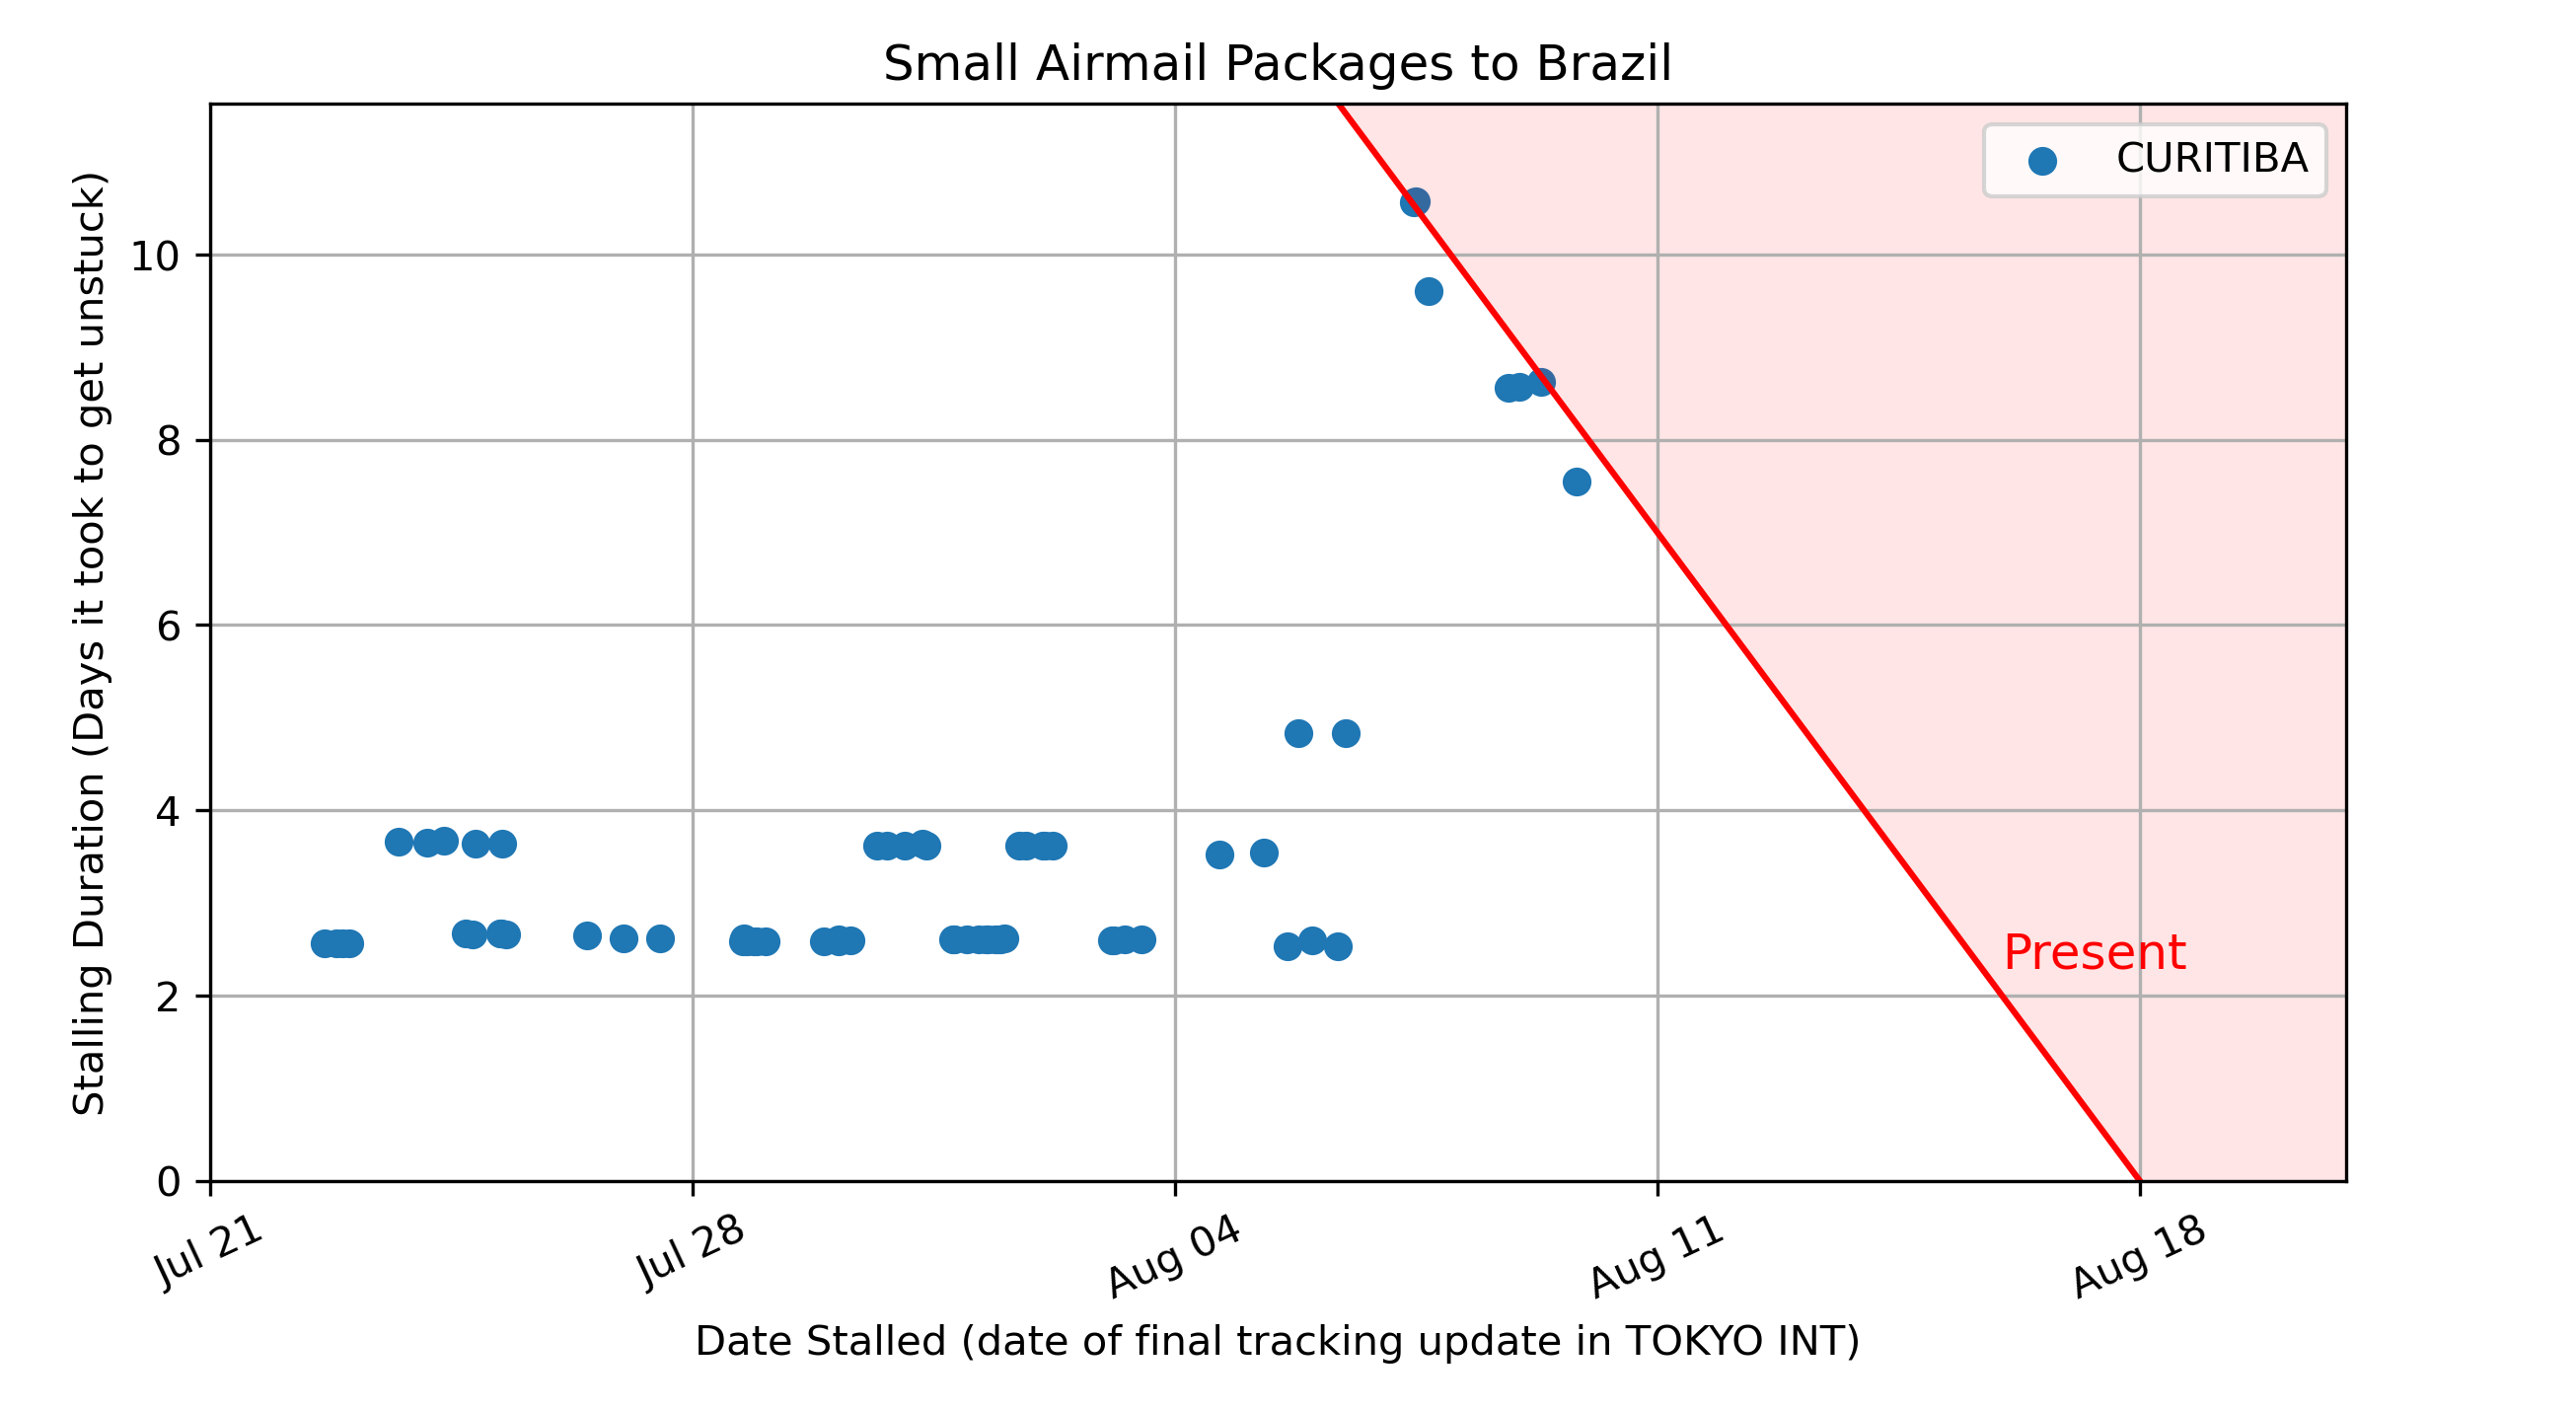 Small Airmail Packages to Brazil
CURITIBA
Stalling Duration (Days it took to get unstuck)
10
8
6
4
2
0
Present
Jul 21
Jul 28
Aug 04
Aug 11
Aug 18
Date Stalled (date of final tracking update in TOKYO INT)